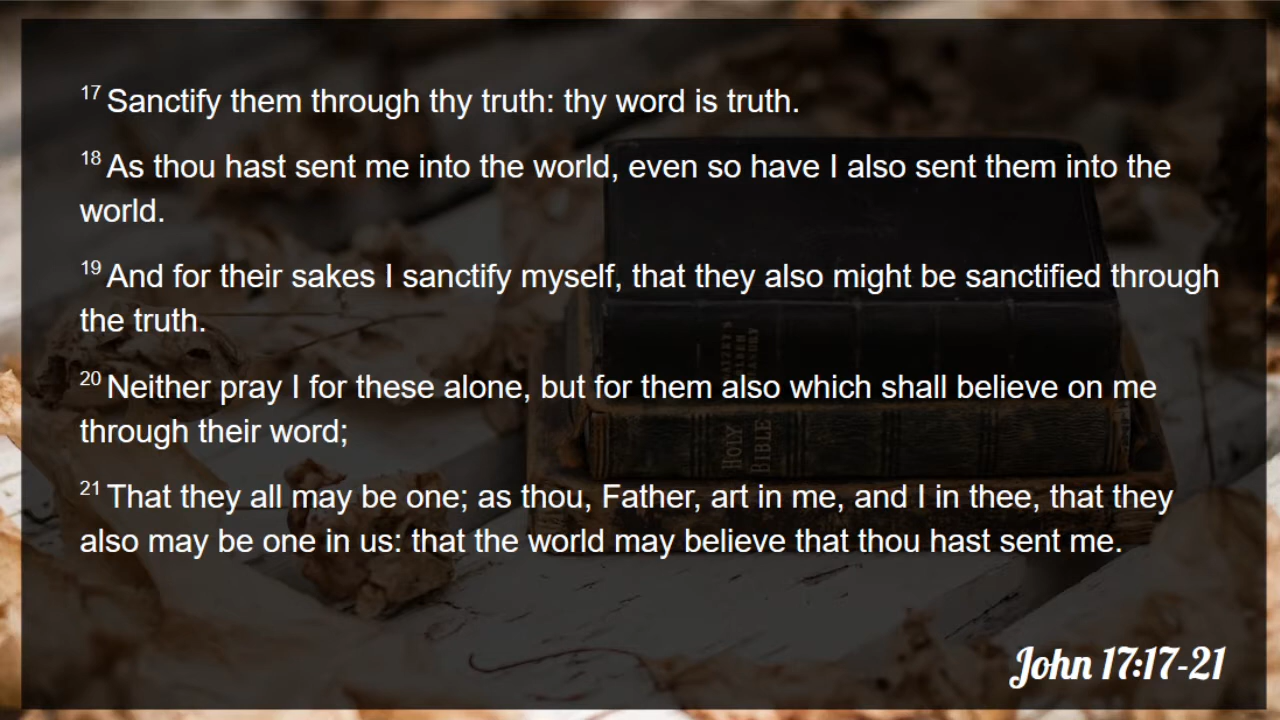 17 Sanctify them through thy truth: thy word is truth.
18 As thou hast sent me into the world, even so have I also sent them into the
world.
19 And for their sakes I sanctify myself, that they also might be sanctified through
the truth.
20 Neither pray I for these alone, but for them also which shall believe on me
through their word;
21 That they all may be one; as thou, Father, art in me, and I in thee, that they
also may be one in us: that the world may believe that thou hast sent me.
HOLY
BIBLE
John 17:17-21